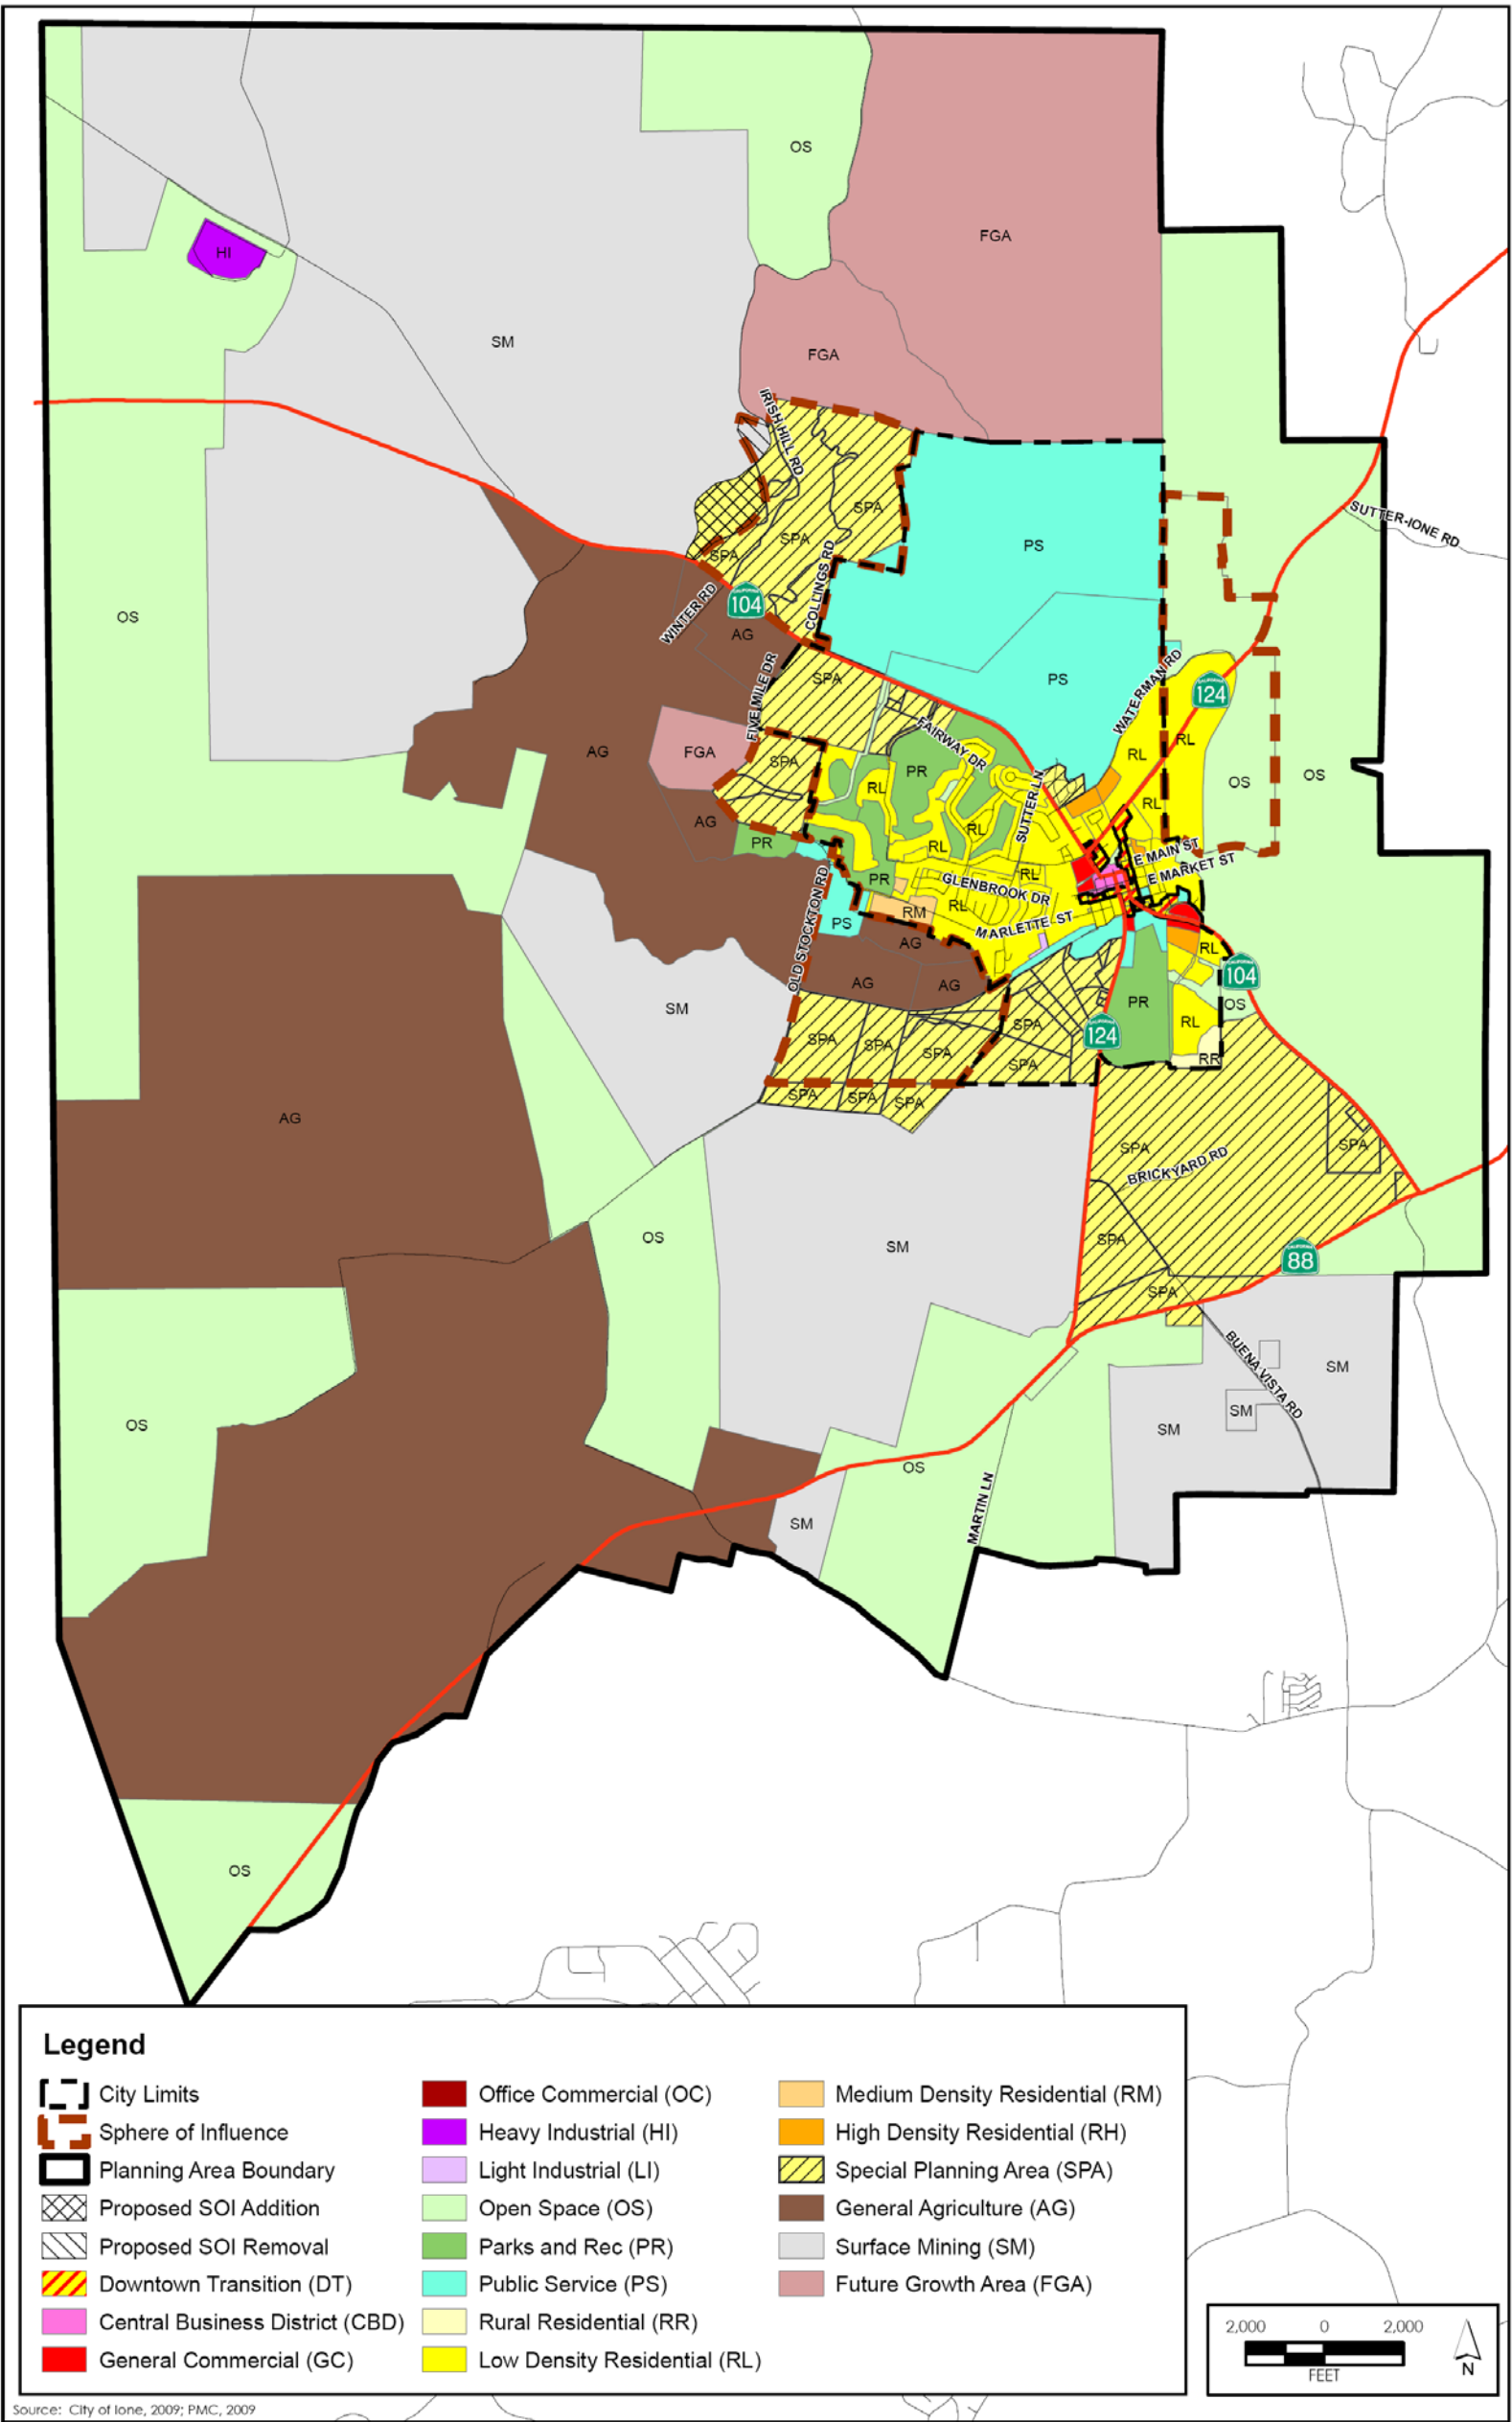 OS
FGA
HI
SM
FGA
IRISH HILL RD
SUTTER-IONE RD
SPA
PS
SPA
SPA
COLLINGS RD
WINTER RD
CALIFORNIA 104
OS
AG
SPA
PS
WATERMAN RD
CALIFORNIA 124
FIVE MILE DR
FAIRWAY DR
RL
RL
FGA
AG
SPA
PR
OS
OS
RL
SUTTER LN
RL
AG
RL
PR
RL
E MAIN ST
E MARKET ST
RL
PR
GLENBROOK DR
RL
RM
MARLETTE ST
PS
OLD STOCKTON RD
AG
RL
CALIFORNIA 104
AG
AG
PR
OS
SM
RL
SPA
CALIFORNIA 124
SPA
SPA
SPA
SPA
RR
SPA
SPA
SPA
AG
SPA
SPA
BRICKYARD RD
OS
SM
SPA
CALIFORNIA 88
SPA
BUENA VISTA RD
SM
SM
OS
SM
OS
MARTIN LN
SM
OS
Legend
City Limits
Sphere of Influence
Planning Area Boundary
Proposed SOI Addition
Proposed SOI Removal
Downtown Transition (DT)
Central Business District (CBD)
General Commercial (GC)
Office Commercial (OC)
Heavy Industrial (HI)
Light Industrial (LI)
Open Space (OS)
Parks and Rec (PR)
Public Service (PS)
Rural Residential (RR)
Low Density Residential (RL)
Medium Density Residential (RM)
High Density Residential (RH)
Special Planning Area (SPA)
General Agriculture (AG)
Surface Mining (SM)
Future Growth Area (FGA)
2,000 0 2,000
FEET
N
Source: City of Ione, 2009; PMC, 2009